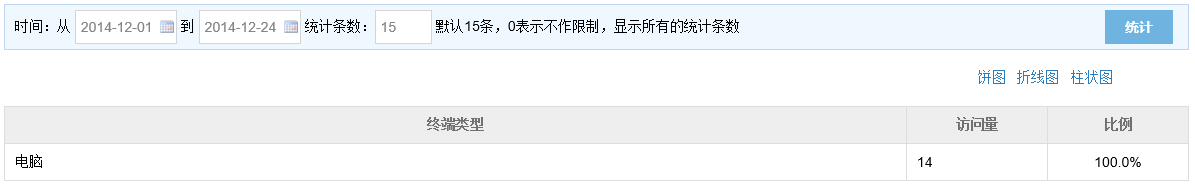 时间：从 2014-12-01 到 2014-12-24 统计条数：15 默认15条，0表示不作限制，显示所有的统计条数 统计
饼图 折线图 柱状图
终端类型 访问量 比例
电脑 14 100.0%